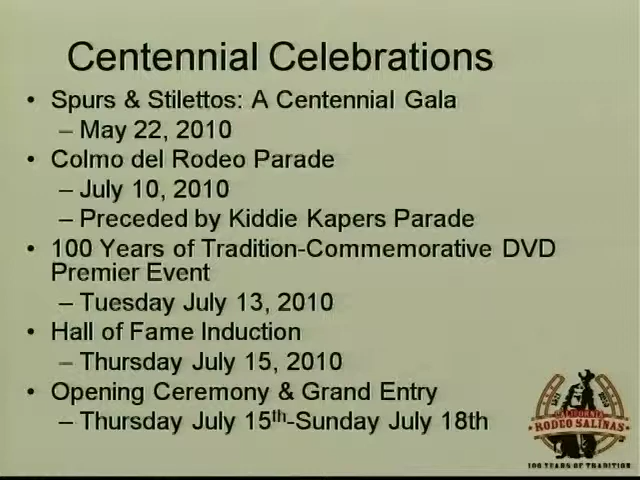 Centennial Celebrations
• Spurs & Stilettos: A Centennial Gala
– May 22, 2010
• Colmo del Rodeo Parade
– July 10, 2010
– Preceded by Kiddie Kapers Parade
• 100 Years of Tradition-Commemorative DVD
Premier Event
– Tuesday July 13, 2010
• Hall of Fame Induction
– Thursday July 15, 2010
• Opening Ceremony & Grand Entry
– Thursday July 15th-Sunday July 18th
CALIFORNIA
RODEO SALINAS
100 YEARS OF TRADITION